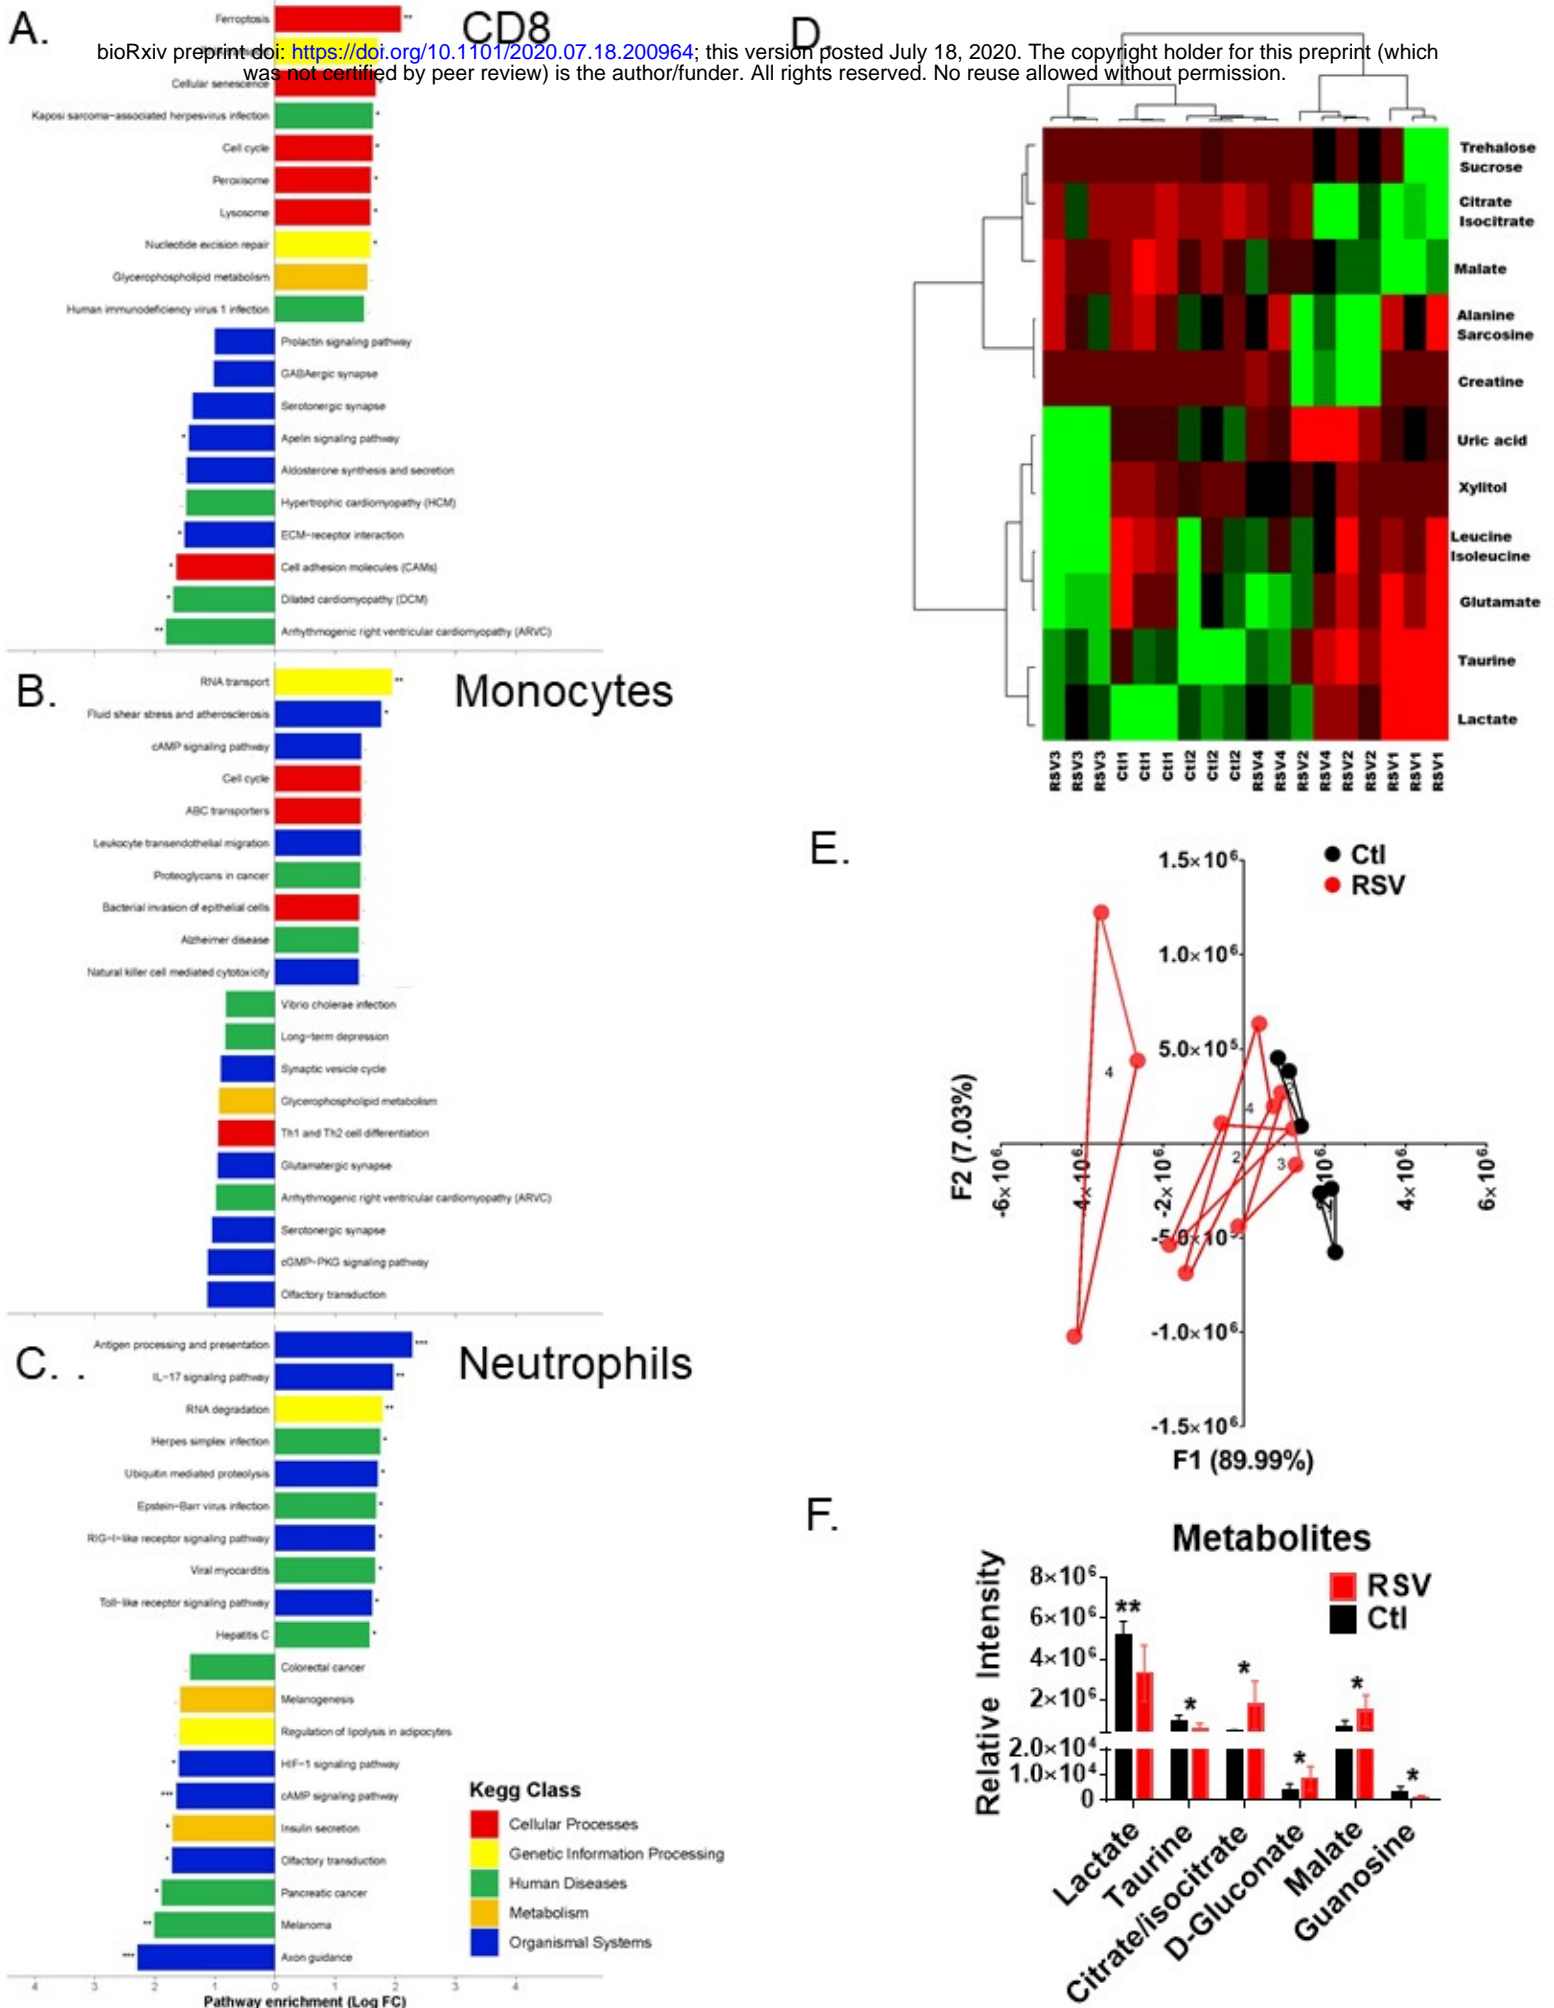 A.
CD8
D.
bioRxiv preprint doi: https://doi.org/10.1101/2020.07.18.200964; this version posted July 18, 2020. The copyright holder for this preprint (which
was not certified by peer review) is the author/funder. All rights reserved. No reuse allowed without permission.
Ferroptosis **
Cellular senescence
Kaposi sarcoma-associated herpesvirus infection *
Cell cycle *
Peroxisome *
Lysosome *
Nucleotide excision repair *
Glycerophospholipid metabolism .
Human immunodeficiency virus 1 infection .
Prolactin signaling pathway
GABAergic synapse
Serotonergic synapse
* Apelin signaling pathway
. Aldosterone synthesis and secretion
. Hypertrophic cardiomyopathy (HCM)
* ECM-receptor interaction
* Cell adhesion molecules (CAMs)
* Dilated cardiomyopathy (DCM)
** Arrhythmogenic right ventricular cardiomyopathy (ARVC)
B.
Monocytes
RNA transport **
Fluid shear stress and atherosclerosis *
cAMP signaling pathway .
Cell cycle .
ABC transporters .
Leukocyte transendothelial migration .
Proteoglycans in cancer .
Bacterial invasion of epithelial cells .
Alzheimer disease .
Natural killer cell mediated cytotoxicity .
Vibrio cholerae infection
Long-term depression
Synaptic vesicle cycle
Glycerophospholipid metabolism
Th1 and Th2 cell differentiation
Glutamatergic synapse
Arrhythmogenic right ventricular cardiomyopathy (ARVC)
Serotonergic synapse
cGMP-PKG signaling pathway
Olfactory transduction
C. .
Neutrophils
Antigen processing and presentation ***
IL-17 signaling pathway **
RNA degradation **
Herpes simplex infection *
Ubiquitin mediated proteolysis *
Epstein-Barr virus infection *
RIG-I-like receptor signaling pathway *
Viral myocarditis *
Toll-like receptor signaling pathway *
Hepatitis C *
. Colorectal cancer
. Melanogenesis
. Regulation of lipolysis in adipocytes
* HIF-1 signaling pathway
*** cAMP signaling pathway
* Insulin secretion
* Olfactory transduction
* Pancreatic cancer
** Melanoma
*** Axon guidance
4 3 2 1 0 1 2 3 4
Pathway enrichment (Log FC)
Kegg Class
Cellular Processes
Genetic Information Processing
Human Diseases
Metabolism
Organismal Systems
Trehalose
Sucrose
Citrate
Isocitrate
Malate
Alanine
Sarcosine
Creatine
Uric acid
Xylitol
Leucine
Isoleucine
Glutamate
Taurine
Lactate
RSV3 RSV3 RSV3 Ctl1 Ctl1 Ctl1 Ctl2 Ctl2 Ctl2 RSV4 RSV4 RSV2 RSV4 RSV2 RSV2 RSV1 RSV1 RSV1
E.
Ctl
RSV
1.5×10⁶
1.0×10⁶
5.0×10⁵
-5.0×10⁵
-1.0×10⁶
-1.5×10⁶
-6×10⁶ -4×10⁶ -2×10⁶ 2×10⁶ 4×10⁶ 6×10⁶
4
4
2
2
3
F2 (7.03%)
F1 (89.99%)
F.
Metabolites
RSV
Ctl
Relative Intensity
8×10⁶
6×10⁶
4×10⁶
2×10⁶
2.0×10⁴
1.0×10⁴
0
** * * * * *
Lactate
Taurine
Citrate/isocitrate
D-Gluconate
Malate
Guanosine